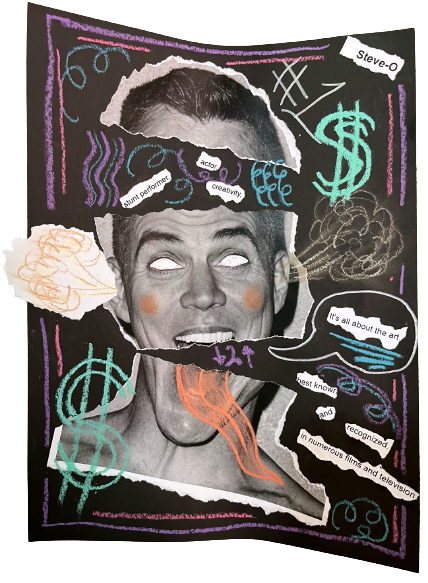 Steve-O
$
actor
stunt performer
creativity
It's all about the art
$
best known
and
recognized
in numerous films and television